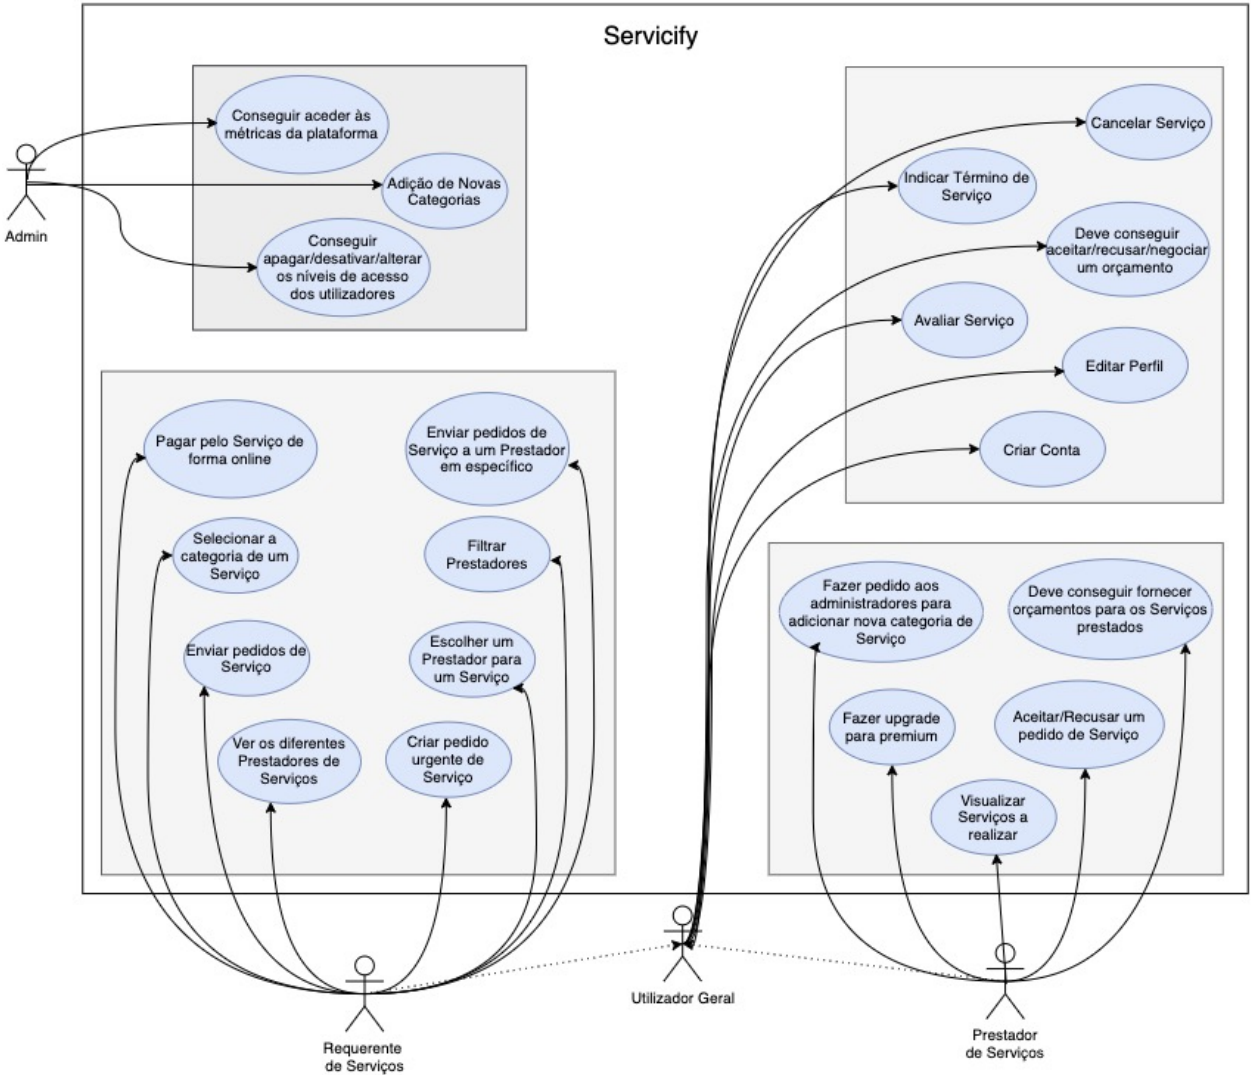 Servicify
Conseguir aceder às
métricas da plataforma
Adição de Novas
Categorias
Conseguir
apagar/desativar/alterar
os níveis de acesso
dos utilizadores
Admin
Cancelar Serviço
Indicar Término de
Serviço
Deve conseguir
aceitar/recusar/negociar
um orçamento
Avaliar Serviço
Editar Perfil
Criar Conta
Pagar pelo Serviço de
forma online
Enviar pedidos de
Serviço a um Prestador
em específico
Selecionar a
categoria de um
Serviço
Filtrar
Prestadores
Enviar pedidos de
Serviço
Escolher um
Prestador para
um Serviço
Ver os diferentes
Prestadores de
Serviços
Criar pedido
urgente de
Serviço
Fazer pedido aos
administradores para
adicionar nova categoria de
Serviço
Deve conseguir fornecer
orçamentos para os Serviços
prestados
Fazer upgrade
para premium
Aceitar/Recusar um
pedido de Serviço
Visualizar
Serviços a
realizar
Requerente
de Serviços
Utilizador Geral
Prestador
de Serviços